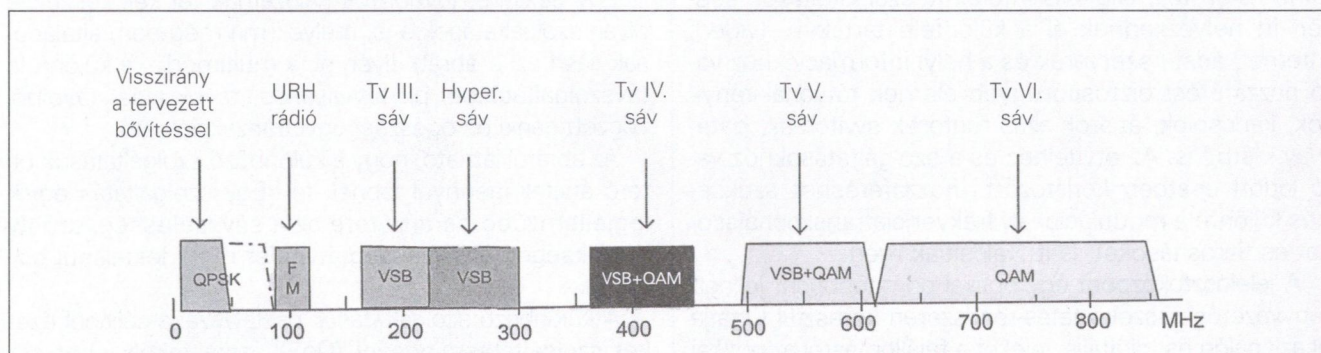 Visszirány
a tervezett
bővítéssel
URH
rádió
Tv III.
sáv
Hyper.
sáv
Tv IV.
sáv
Tv V.
sáv
Tv VI.
sáv
QPSK
F
M
VSB
VSB
VSB+QAM
VSB+QAM
QAM
0
100
200
300
400
500
600
700
800
MHz